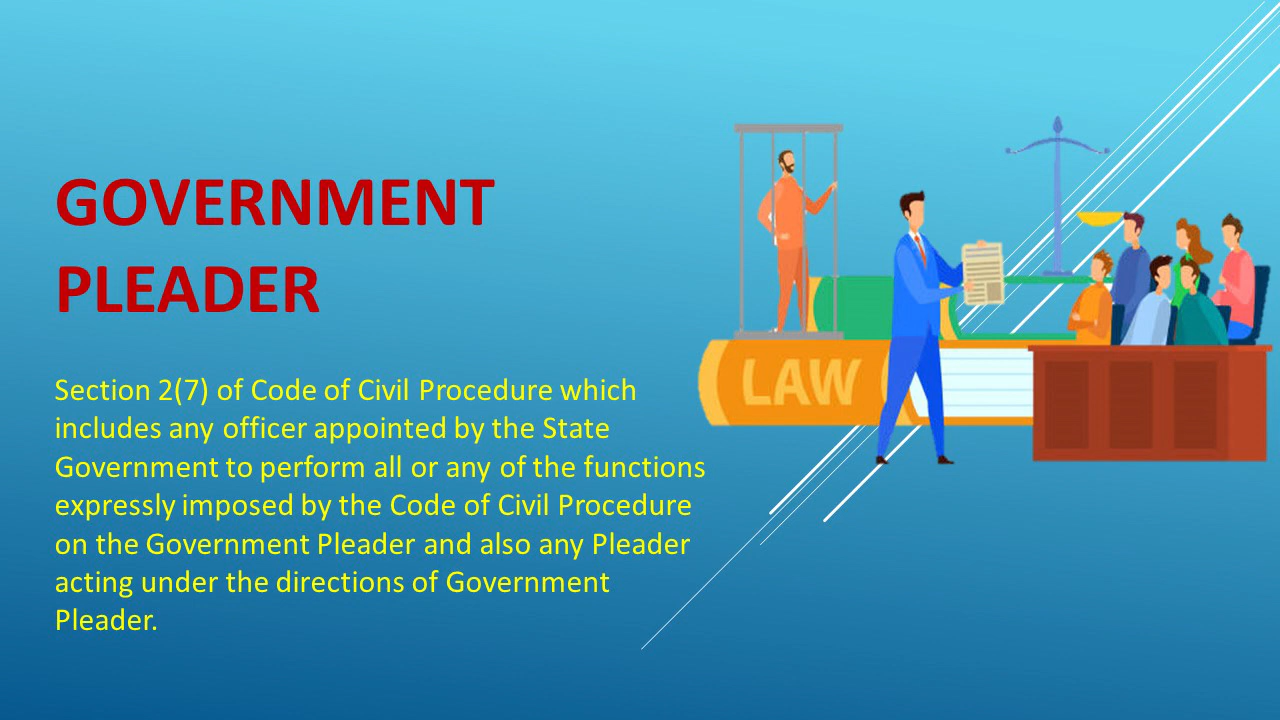 GOVERNMENT
PLEADER
Section 2(7) of Code of Civil Procedure which
includes any officer appointed by the State
Government to perform all or any of the functions
expressly imposed by the Code of Civil Procedure
on the Government Pleader and also any Pleader
acting under the directions of Government
Pleader.
LAW